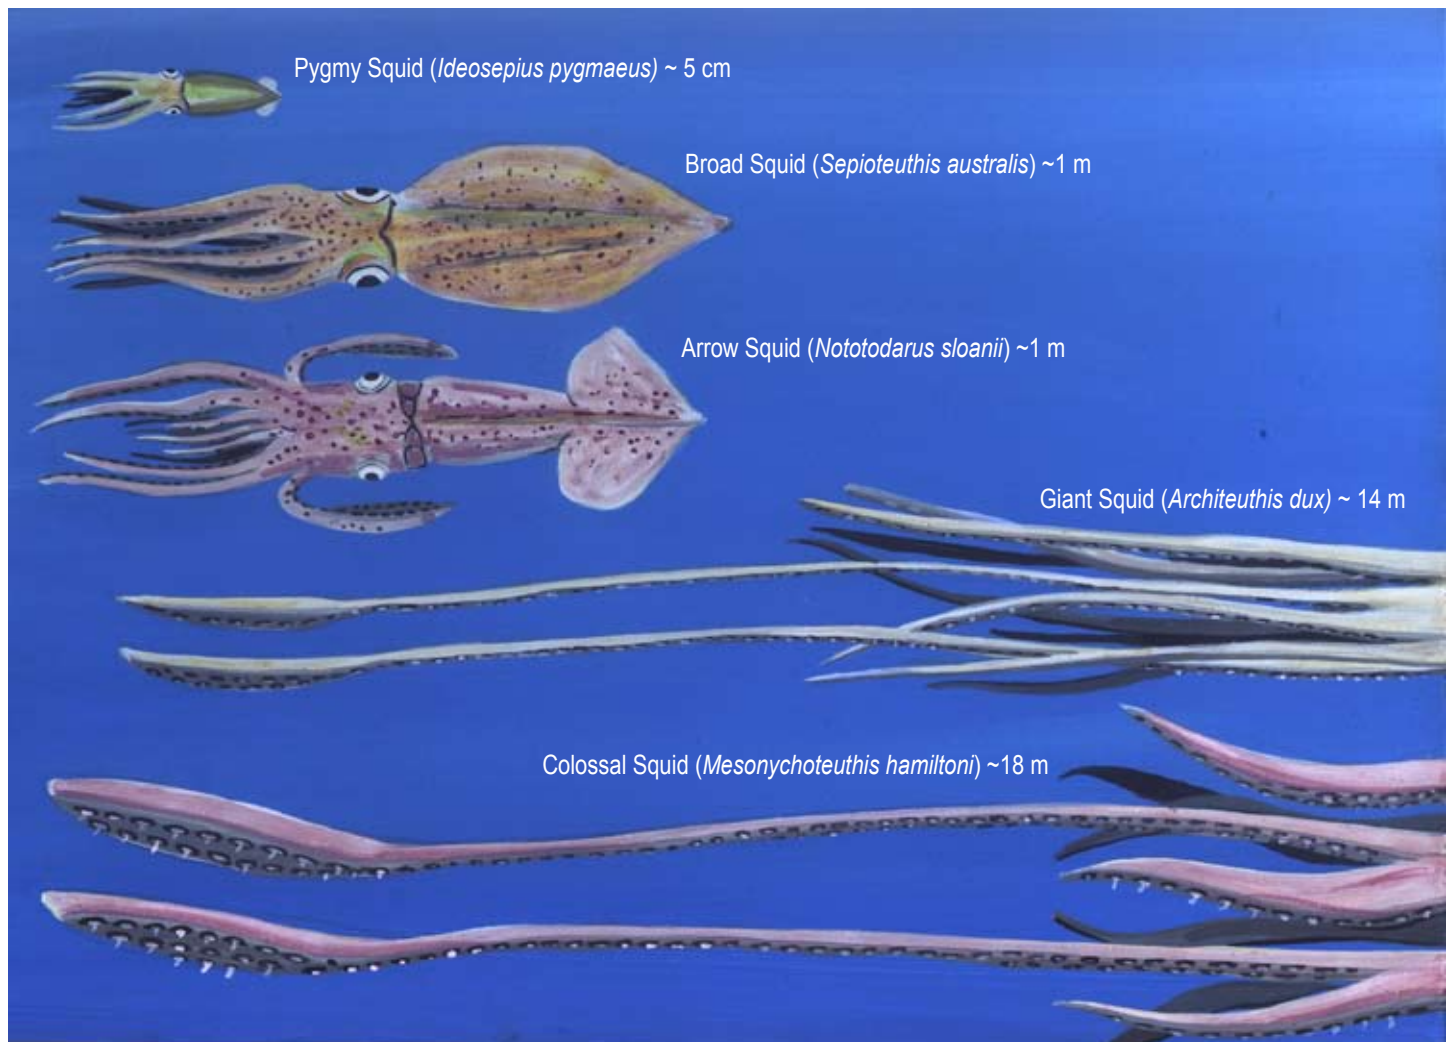 Pygmy Squid (Ideosepius pygmaeus) ~ 5 cm
Broad Squid (Sepioteuthis australis) ~1 m
Arrow Squid (Nototodarus sloanii) ~1 m
Giant Squid (Architeuthis dux) ~ 14 m
Colossal Squid (Mesonychoteuthis hamiltoni) ~18 m